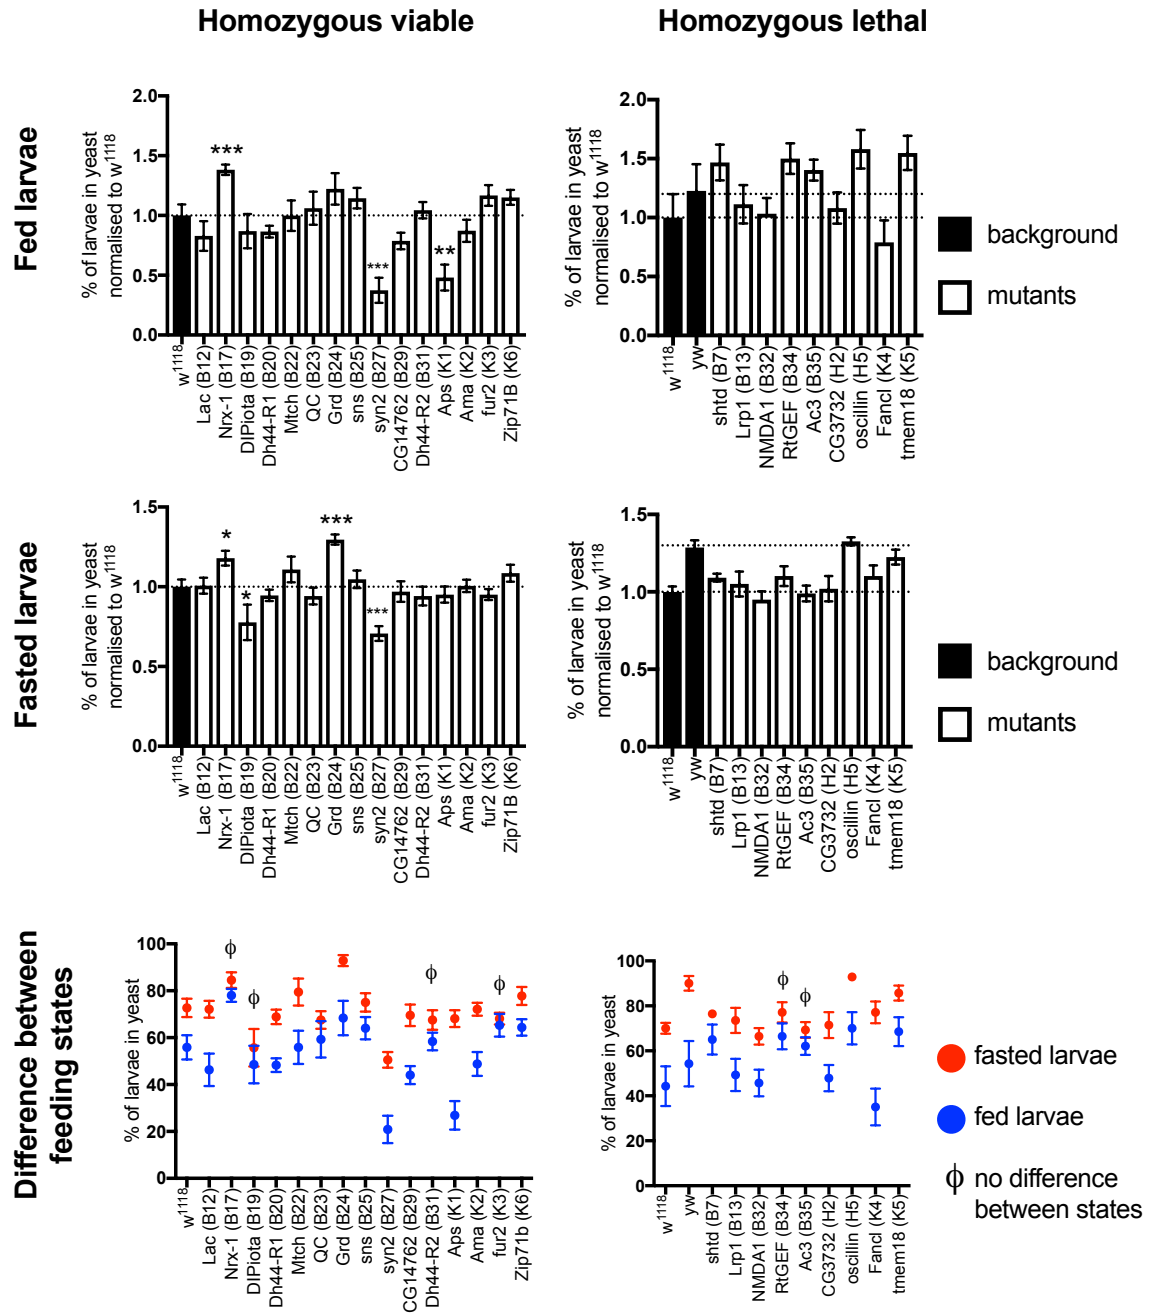 Homozygous viable
Homozygous lethal
Fed larvae
% of larvae in yeast
normalised to w1118
2.0
1.5
1.0
0.5
0.0
***
***
**
w1118
Lac (B12)
Nrx-1 (B17)
DIPiota (B19)
Dh44-R1 (B20)
Mtch (B22)
QC (B23)
Grd (B24)
sns (B25)
syn2 (B27)
CG14762 (B29)
Dh44-R2 (B31)
Aps (K1)
Ama (K2)
fur2 (K3)
Zip71B (K6)
% of larvae in yeast
normalised to w1118
2.0
1.5
1.0
0.5
0.0
w1118
yw
shtd (B7)
Lrp1 (B13)
NMDA1 (B32)
RtGEF (B34)
Ac3 (B35)
CG3732 (H2)
oscillin (H5)
Fancl (K4)
tmem18 (K5)
background
mutants
Fasted larvae
% of larvae in yeast
normalised to w1118
1.5
1.0
0.5
0.0
*
*
***
***
w1118
Lac (B12)
Nrx-1 (B17)
DIPiota (B19)
Dh44-R1 (B20)
Mtch (B22)
QC (B23)
Grd (B24)
sns (B25)
syn2 (B27)
CG14762 (B29)
Dh44-R2 (B31)
Aps (K1)
Ama (K2)
fur2 (K3)
Zip71B (K6)
% of larvae in yeast
normalised to w1118
1.5
1.0
0.5
0.0
w1118
yw
shtd (B7)
Lrp1 (B13)
NMDA1 (B32)
RtGEF (B34)
Ac3 (B35)
CG3732 (H2)
oscillin (H5)
Fancl (K4)
tmem18 (K5)
background
mutants
Difference between
feeding states
% of larvae in yeast
100
80
60
40
20
0
ϕ
ϕ
ϕ
ϕ
w1118
Lac (B12)
Nrx-1 (B17)
DIPiota (B19)
Dh44-R1 (B20)
Mtch (B22)
QC (B23)
Grd (B24)
sns (B25)
syn2 (B27)
CG14762 (B29)
Dh44-R2 (B31)
Aps (K1)
Ama (K2)
fur2 (K3)
Zip71b (K6)
% of larvae in yeast
100
80
60
40
20
0
ϕ
ϕ
w1118
yw
shtd (B7)
Lrp1 (B13)
NMDA1 (B32)
RtGEF (B34)
Ac3 (B35)
CG3732 (H2)
oscillin (H5)
Fancl (K4)
tmem18 (K5)
fasted larvae
fed larvae
ϕ no difference
between states